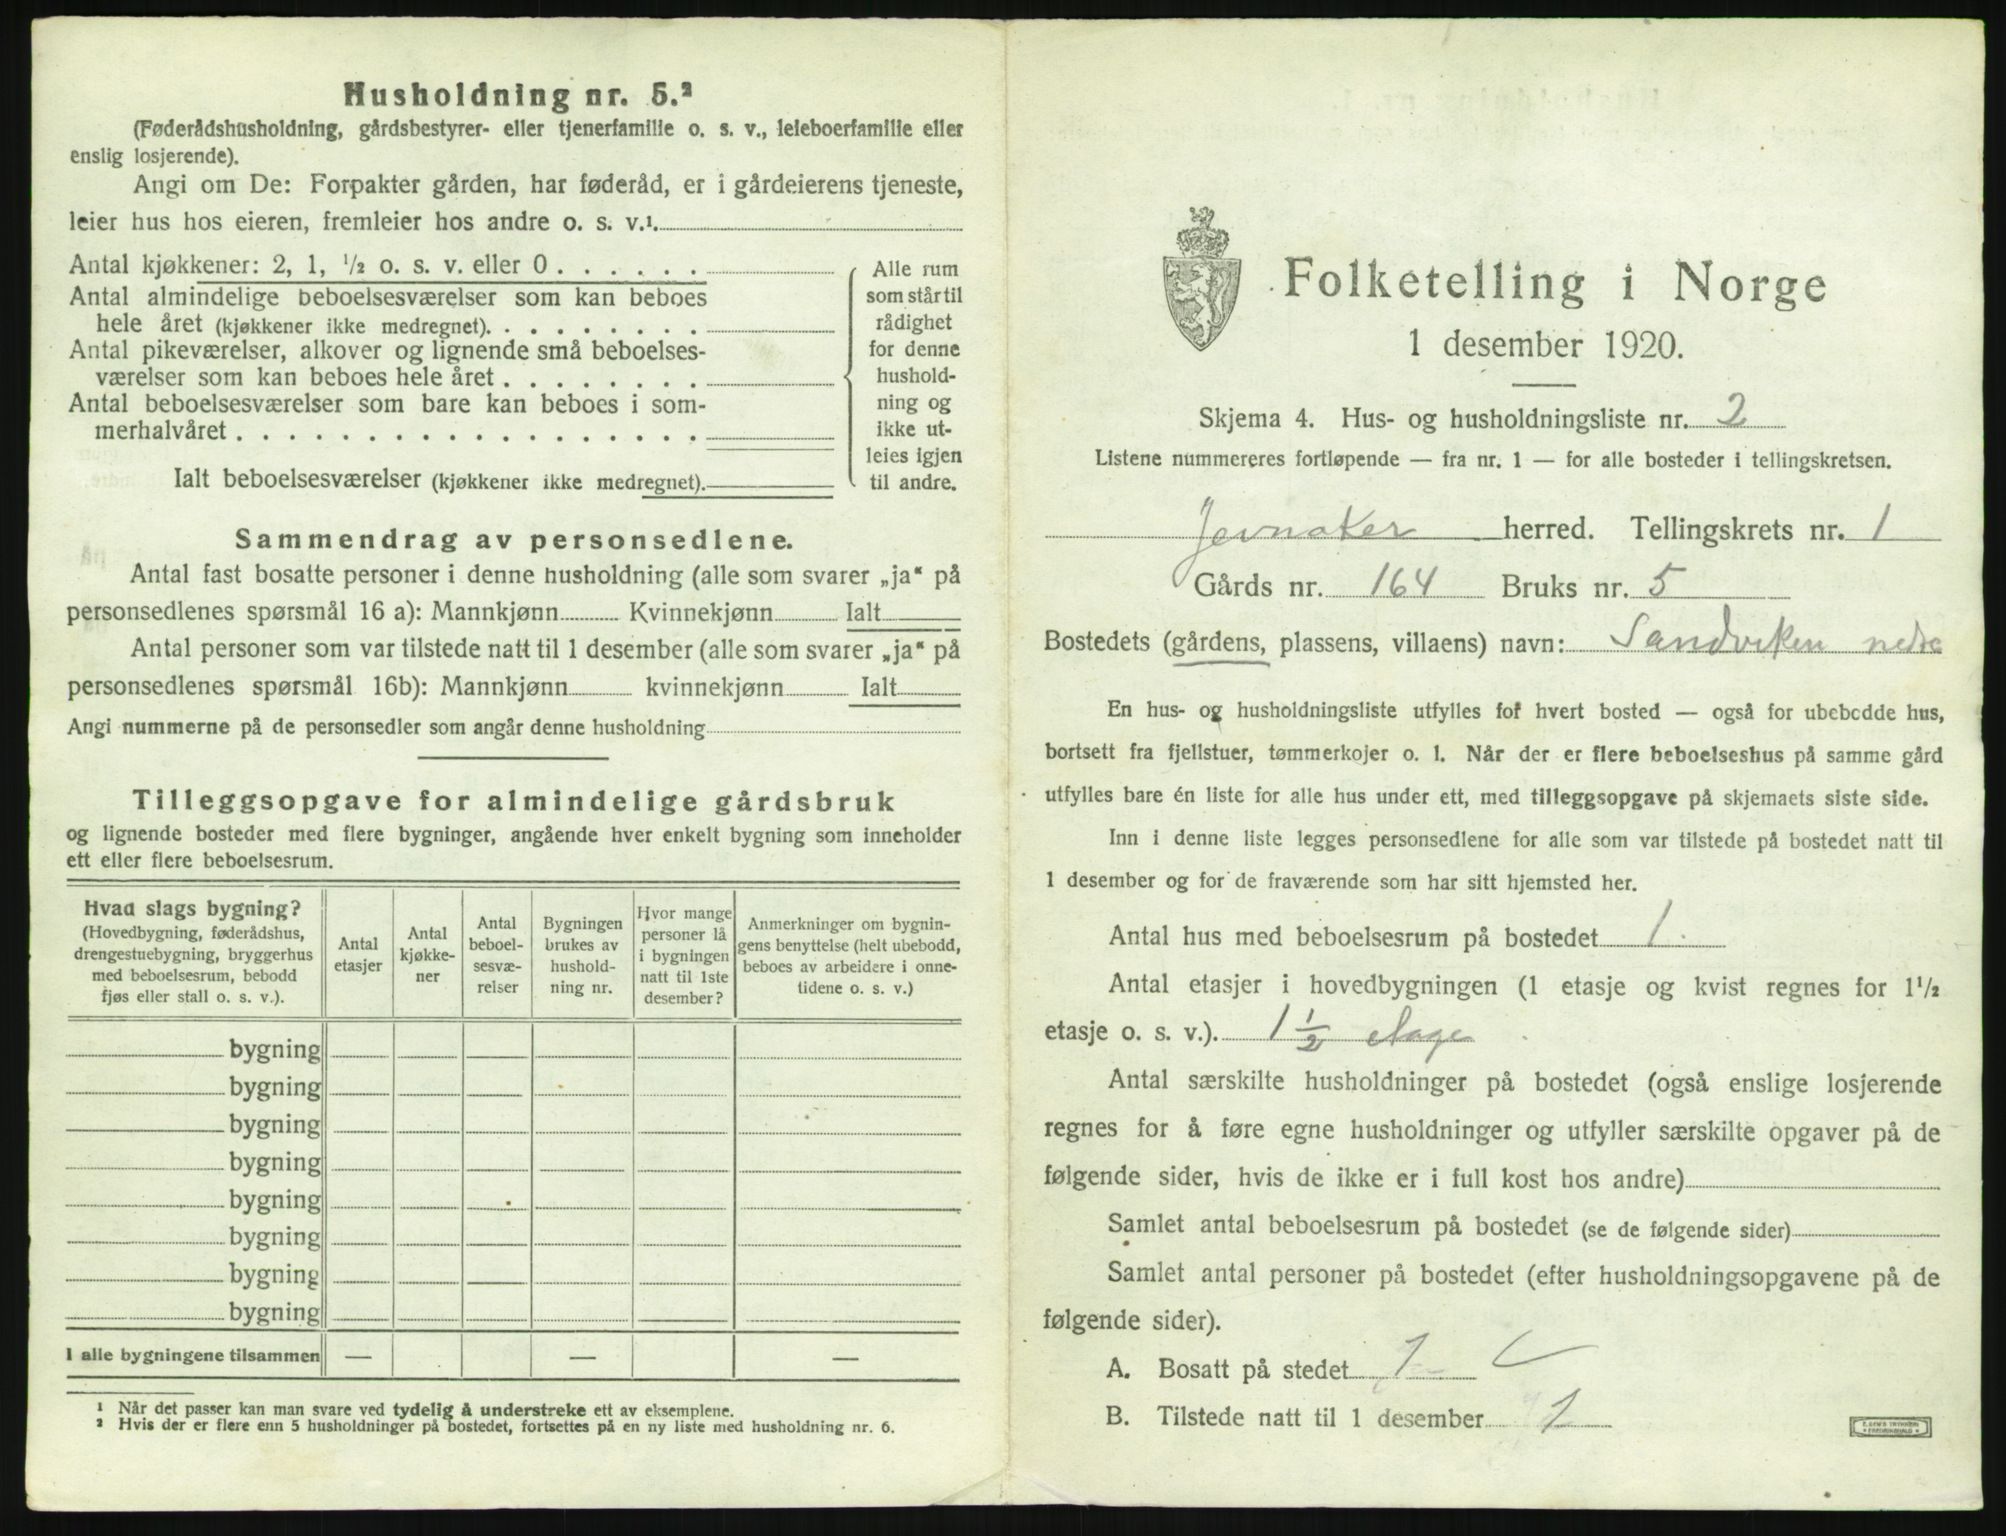 Husholdning nr. 5.²
(Føderådshusholdning, gårdsbestyrer- eller tjenerfamilie o. s. v., leieboerfamilie eller
enslig losjerende).
Angi om De: Forpakter gården, har føderåd, er i gårdeierens tjeneste,
leier hus hos eieren, fremleier hos andre o. s. v.¹.
Antal kjøkkener: 2, 1, ¹/₂ o. s. v. eller 0 . . . . . .
Antal almindelige beboelsesværelser som kan beboes
hele året (kjøkkener ikke medregnet). . . . . . . . .
Antal pikeværelser, alkover og lignende små beboelses-
værelser som kan beboes hele året . . . . . . . .
Antal beboelsesværelser som bare kan beboes i som-
merhalvåret . . . . . . . . . . . . . . . . . .
Ialt beboelsesværelser (kjøkkener ikke medregnet).
Alle rum
som står til
rådighet
for denne
hushold-
ning og
ikke ut-
leies igjen
til andre.
Sammendrag av personsedlene.
Antal fast bosatte personer i denne husholdning (alle som svarer „ja“ på
personsedlenes spørsmål 16 a): Mannkjønn Kvinnekjønn Ialt
Antal personer som var tilstede natt til 1 desember (alle som svarer „ja“ på
personsedlenes spørsmål 16b): Mannkjønn kvinnekjønn Ialt
Angi nummerne på de personsedler som angår denne husholdning
Tilleggsopgave for almindelige gårdsbruk
og lignende bosteder med flere bygninger, angående hver enkelt bygning som inneholder
ett eller flere beboelsesrum.
Hvad slags bygning?
(Hovedbygning, føderådshus,
drengestuebygning, bryggerhus
med beboelsesrum, bebodd
fjøs eller stall o. s. v.).
Antal
etasjer
Antal
kjøkke-
ner
Antal
beboel-
sesvæ-
relser
Bygningen
brukes av
hushold-
ning nr.
Hvor mange
personer lå
i bygningen
natt til 1ste
desember?
Anmerkninger om bygnin-
gens benyttelse (helt ubebodd,
beboes av arbeidere i onne-
tidene o. s. v.)
bygning
bygning
bygning
bygning
bygning
bygning
bygning
bygning
I alle bygningene tilsammen — — —
¹ Når det passer kan man svare ved tydelig å understreke ett av eksemplene.
² Hvis der er flere enn 5 husholdninger på bostedet, fortsettes på en ny liste med husholdning nr. 6.
Folketelling i Norge
1 desember 1920.
Skjema 4. Hus- og husholdningsliste nr. 2
Listene nummereres fortløpende — fra nr. 1 — for alle bosteder i tellingskretsen.
Jevnaker herred. Tellingskrets nr. 1
Gårds nr. 164 Bruks nr. 5
Bostedets (gårdens, plassens, villaens) navn: Sandviken nedre
En hus- og husholdningsliste utfylles for hvert bosted — også for ubebodde hus,
bortsett fra fjellstuer, tømmerkojer o. l. Når der er flere beboelseshus på samme gård
utfylles bare én liste for alle hus under ett, med tilleggsopgave på skjemaets siste side.
Inn i denne liste legges personsedlene for alle som var tilstede på bostedet natt til
1 desember og for de fraværende som har sitt hjemsted her.
Antal hus med beboelsesrum på bostedet 1.
Antal etasjer i hovedbygningen (1 etasje og kvist regnes for 1¹/₂
etasje o. s. v.). 1 ½ etage
Antal særskilte husholdninger på bostedet (også enslige losjerende
regnes for å føre egne husholdninger og utfyller særskilte opgaver på de
følgende sider, hvis de ikke er i full kost hos andre)
Samlet antal beboelsesrum på bostedet (se de følgende sider)
Samlet antal personer på bostedet (efter husholdningsopgavene på de
følgende sider).
A. Bosatt på stedet
B. Tilstede natt til 1 desember